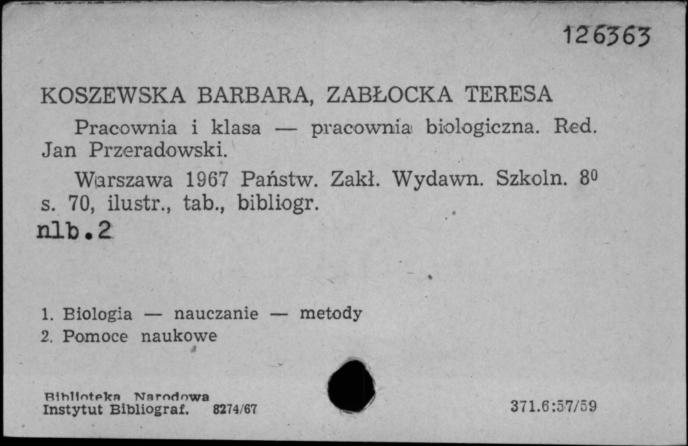 126363
KOSZEWSKA BARBARA, ZABŁOCKA TERESA
Pracownia i klasa — pracownia biologiczna. Red.
Jan Przeradowski.
Warszawa 1967 Państw. Zakł. Wydawn. Szkoln. 8⁰
s. 70, ilustr., tab., bibliogr.
nlb.2
1. Biologia — nauczanie — metody
2. Pomoce naukowe
Biblioteka Narodowa
Instytut Bibliograf. 8274/67
371.6:57/59